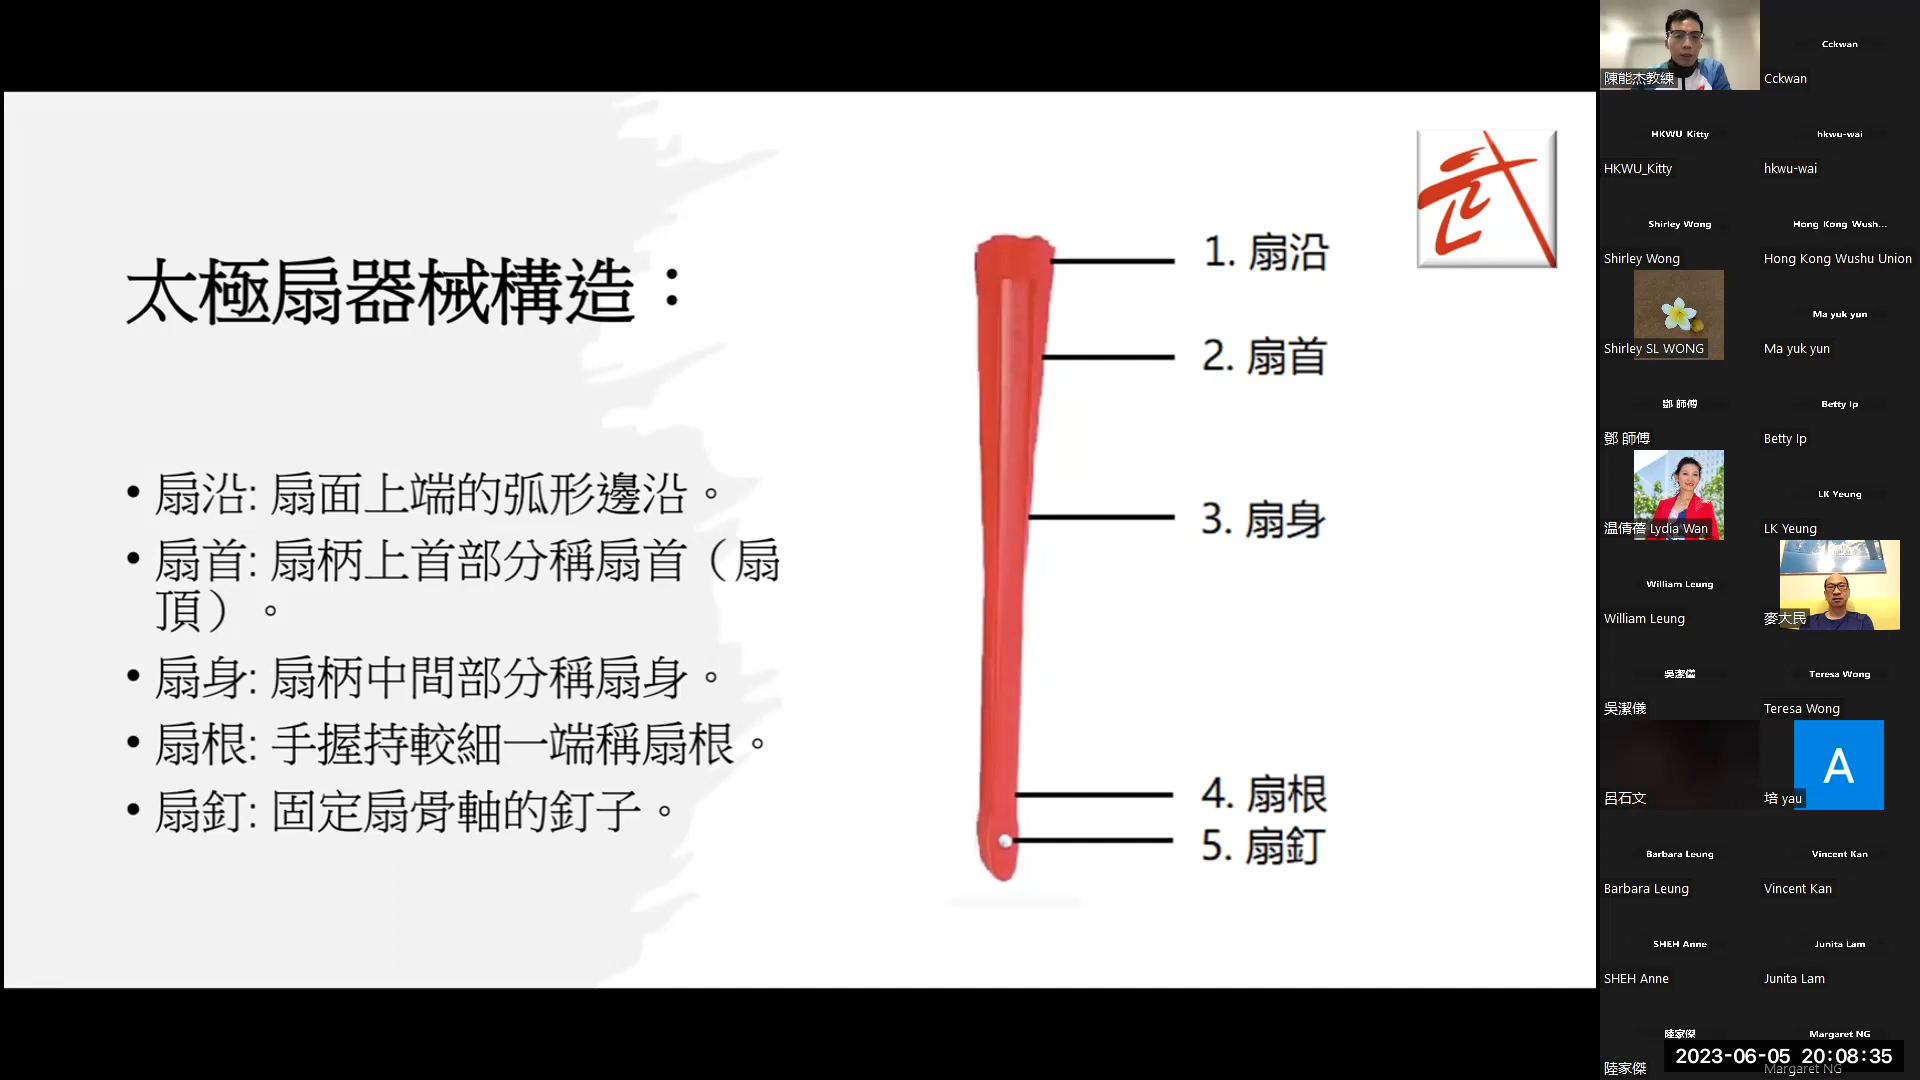 太極扇器械構造：
• 扇沿: 扇面上端的弧形邊沿。
• 扇首: 扇柄上首部分稱扇首（扇
頂）。
• 扇身: 扇柄中間部分稱扇身。
• 扇根: 手握持較細一端稱扇根。
• 扇釘: 固定扇骨軸的釘子。
武
1. 扇沿
2. 扇首
3. 扇身
4. 扇根
5. 扇釘
陳能杰教練
Cckwan
Cckwan
HKWU_Kitty
HKWU_Kitty
hkwu-wai
hkwu-wai
Shirley Wong
Shirley Wong
Hong Kong Wush...
Hong Kong Wushu Union
Shirley SL WONG
Ma yuk yun
Ma yuk yun
鄧 師傅
鄧 師傅
Betty Ip
Betty Ip
温倩蓓 Lydia Wan
LK Yeung
LK Yeung
William Leung
William Leung
麥大民
吳潔儀
吳潔儀
Teresa Wong
Teresa Wong
呂石文
A
培 yau
Barbara Leung
Barbara Leung
Vincent Kan
Vincent Kan
SHEH Anne
SHEH Anne
Junita Lam
Junita Lam
陸家傑
陸家傑
Margaret NG
Margaret NG
2023-06-05 20:08:35